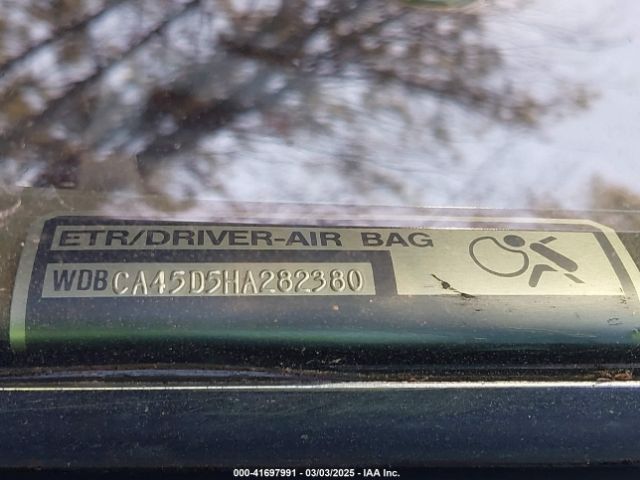 ETR/DRIVER-AIR BAG
WDBCA45D5HA282380
000-41697991 - 03/03/2025 - IAA Inc.